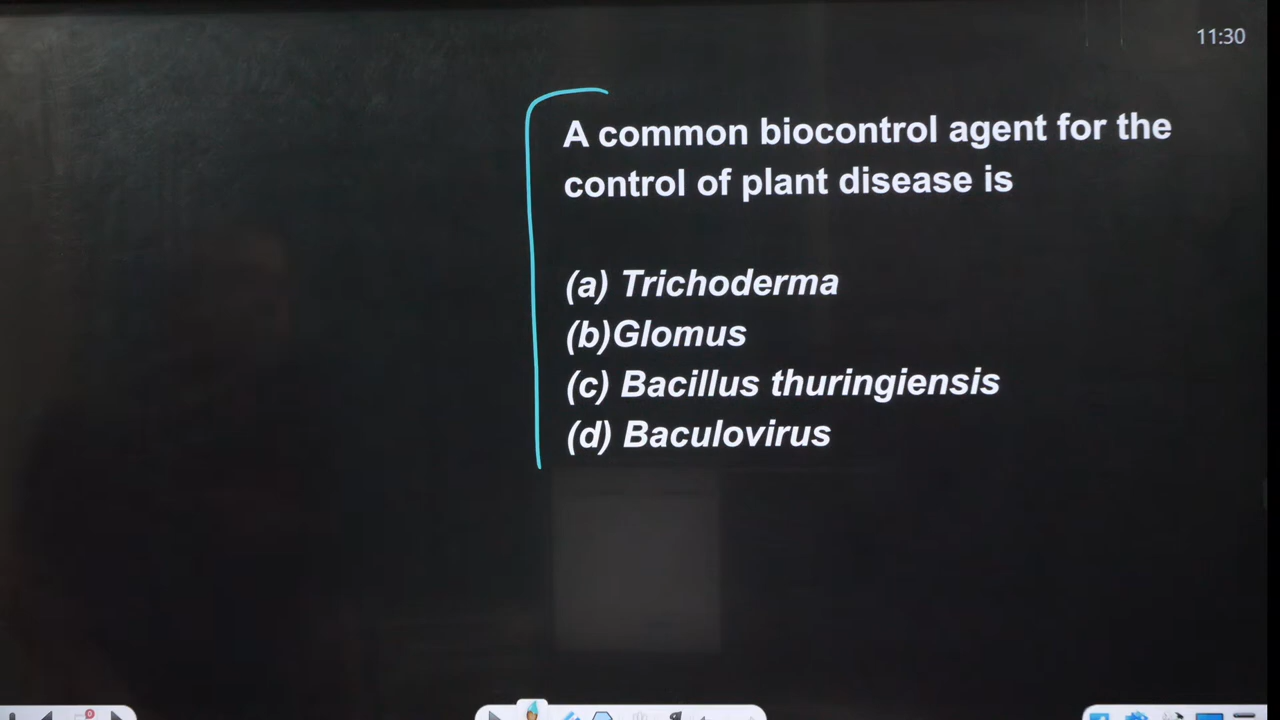 11:30
A common biocontrol agent for the
control of plant disease is
(a) Trichoderma
(b)Glomus
(c) Bacillus thuringiensis
(d) Baculovirus